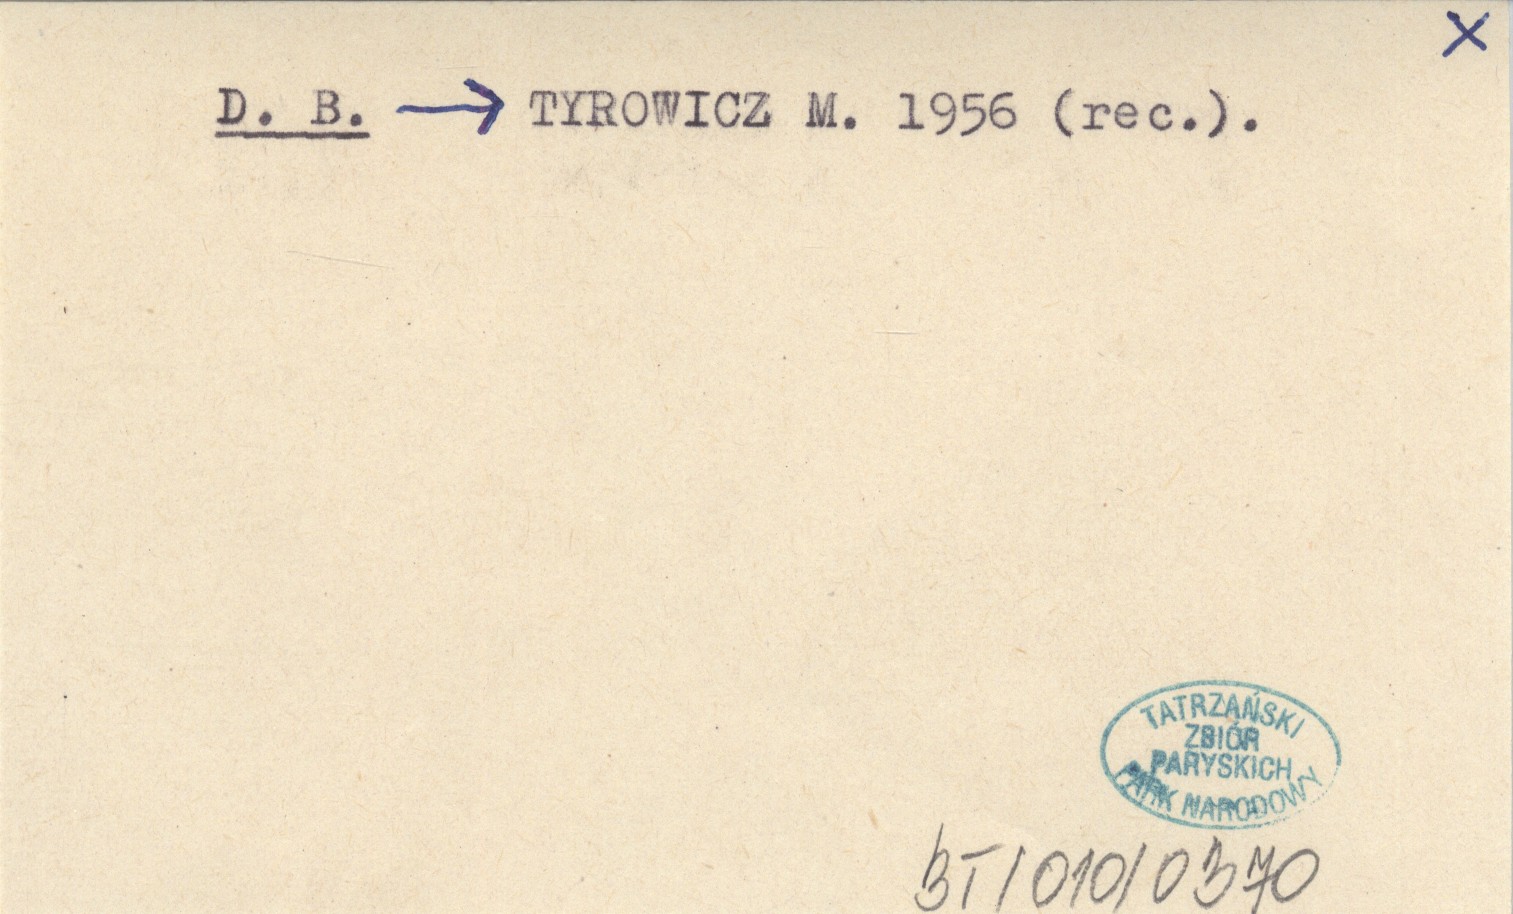 X
D. B. → TYROWICZ M. 1956 (rec.).
TATRZAŃSKI
ZBIÓR
PARYSKICH
PARK NARODOWY
BT/010/0370